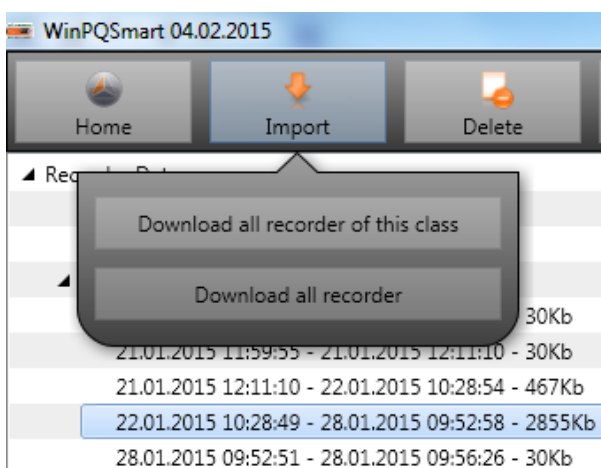 WinPQSmart 04.02.2015
Home
Import
Delete
Download all recorder of this class
Download all recorder
30Kb
21.01.2015 11:59:55 - 21.01.2015 12:11:10 - 30Kb
21.01.2015 12:11:10 - 22.01.2015 10:28:54 - 467Kb
22.01.2015 10:28:49 - 28.01.2015 09:52:58 - 2855Kb
28.01.2015 09:52:51 - 28.01.2015 09:56:26 - 30Kb